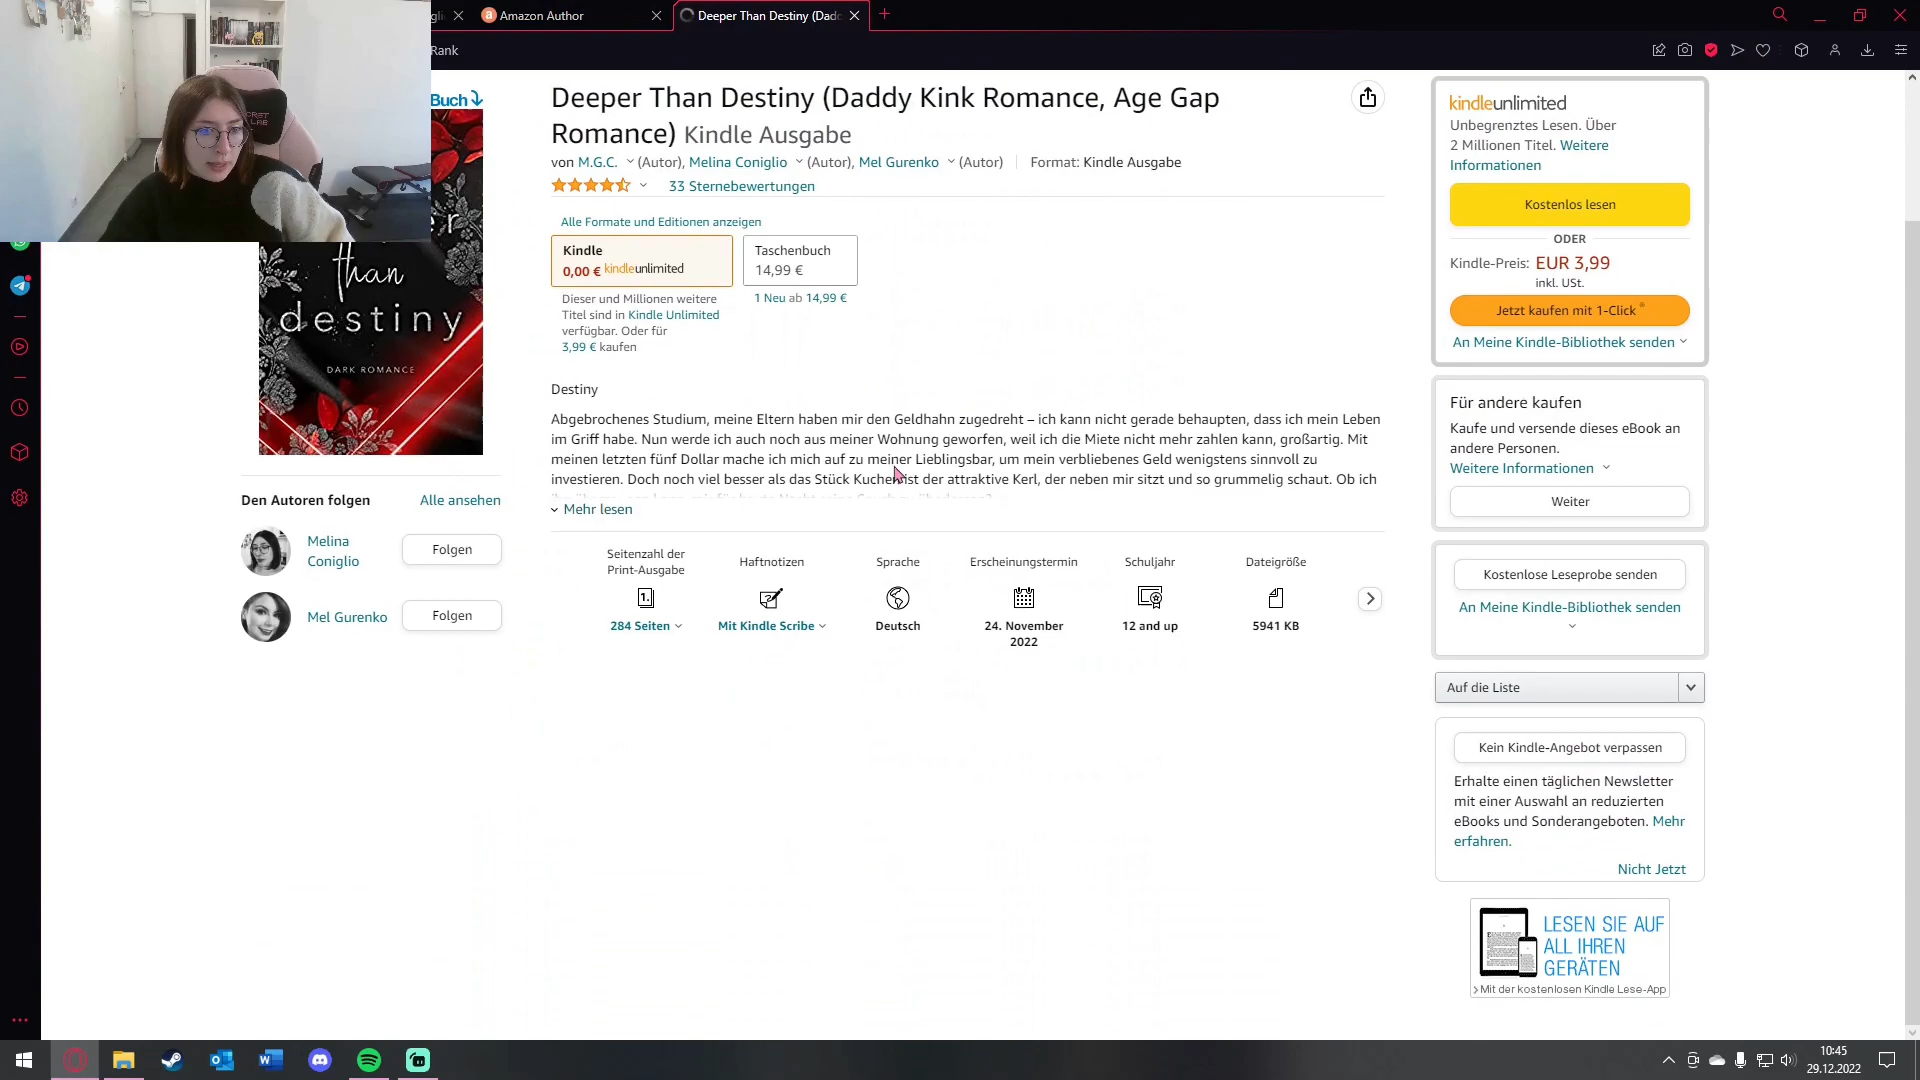 Amazon Author
Deeper Than Destiny (Dad
Rank
Buch
Deeper Than Destiny (Daddy Kink Romance, Age Gap
Romance) Kindle Ausgabe
von M.G.C. (Autor), Melina Coniglio (Autor), Mel Gurenko (Autor) Format: Kindle Ausgabe
33 Sternebewertungen
Alle Formate und Editionen anzeigen
Kindle
0,00 € kindleunlimited
Taschenbuch
14,99 €
Dieser und Millionen weitere
Titel sind in Kindle Unlimited
verfügbar. Oder für
3,99 € kaufen
1 Neu ab 14,99 €
than
destiny
DARK ROMANCE
Destiny
Abgebrochenes Studium, meine Eltern haben mir den Geldhahn zugedreht – ich kann nicht gerade behaupten, dass ich mein Leben
im Griff habe. Nun werde ich auch noch aus meiner Wohnung geworfen, weil ich die Miete nicht mehr zahlen kann, großartig. Mit
meinen letzten fünf Dollar mache ich mich auf zu meiner Lieblingsbar, um mein verbliebenes Geld wenigstens sinnvoll zu
investieren. Doch noch viel besser als das Stück Kuchen ist der attraktive Kerl, der neben mir sitzt und so grummelig schaut. Ob ich
Mehr lesen
Den Autoren folgen
Alle ansehen
Melina
Coniglio
Folgen
Mel Gurenko
Folgen
Seitenzahl der
Print-Ausgabe
284 Seiten
Haftnotizen
Mit Kindle Scribe
Sprache
Deutsch
Erscheinungstermin
24. November
2022
Schuljahr
12 and up
Dateigröße
5941 KB
kindleunlimited
Unbegrenztes Lesen. Über
2 Millionen Titel. Weitere
Informationen
Kostenlos lesen
ODER
Kindle-Preis: EUR 3,99
inkl. USt.
Jetzt kaufen mit 1-Click
An Meine Kindle-Bibliothek senden
Für andere kaufen
Kaufe und versende dieses eBook an
andere Personen.
Weitere Informationen
Weiter
Kostenlose Leseprobe senden
An Meine Kindle-Bibliothek senden
Auf die Liste
Kein Kindle-Angebot verpassen
Erhalte einen täglichen Newsletter
mit einer Auswahl an reduzierten
eBooks und Sonderangeboten. Mehr
erfahren.
Nicht Jetzt
LESEN SIE AUF
ALL IHREN
GERÄTEN
Mit der kostenlosen Kindle Lese-App
10:45
29.12.2022